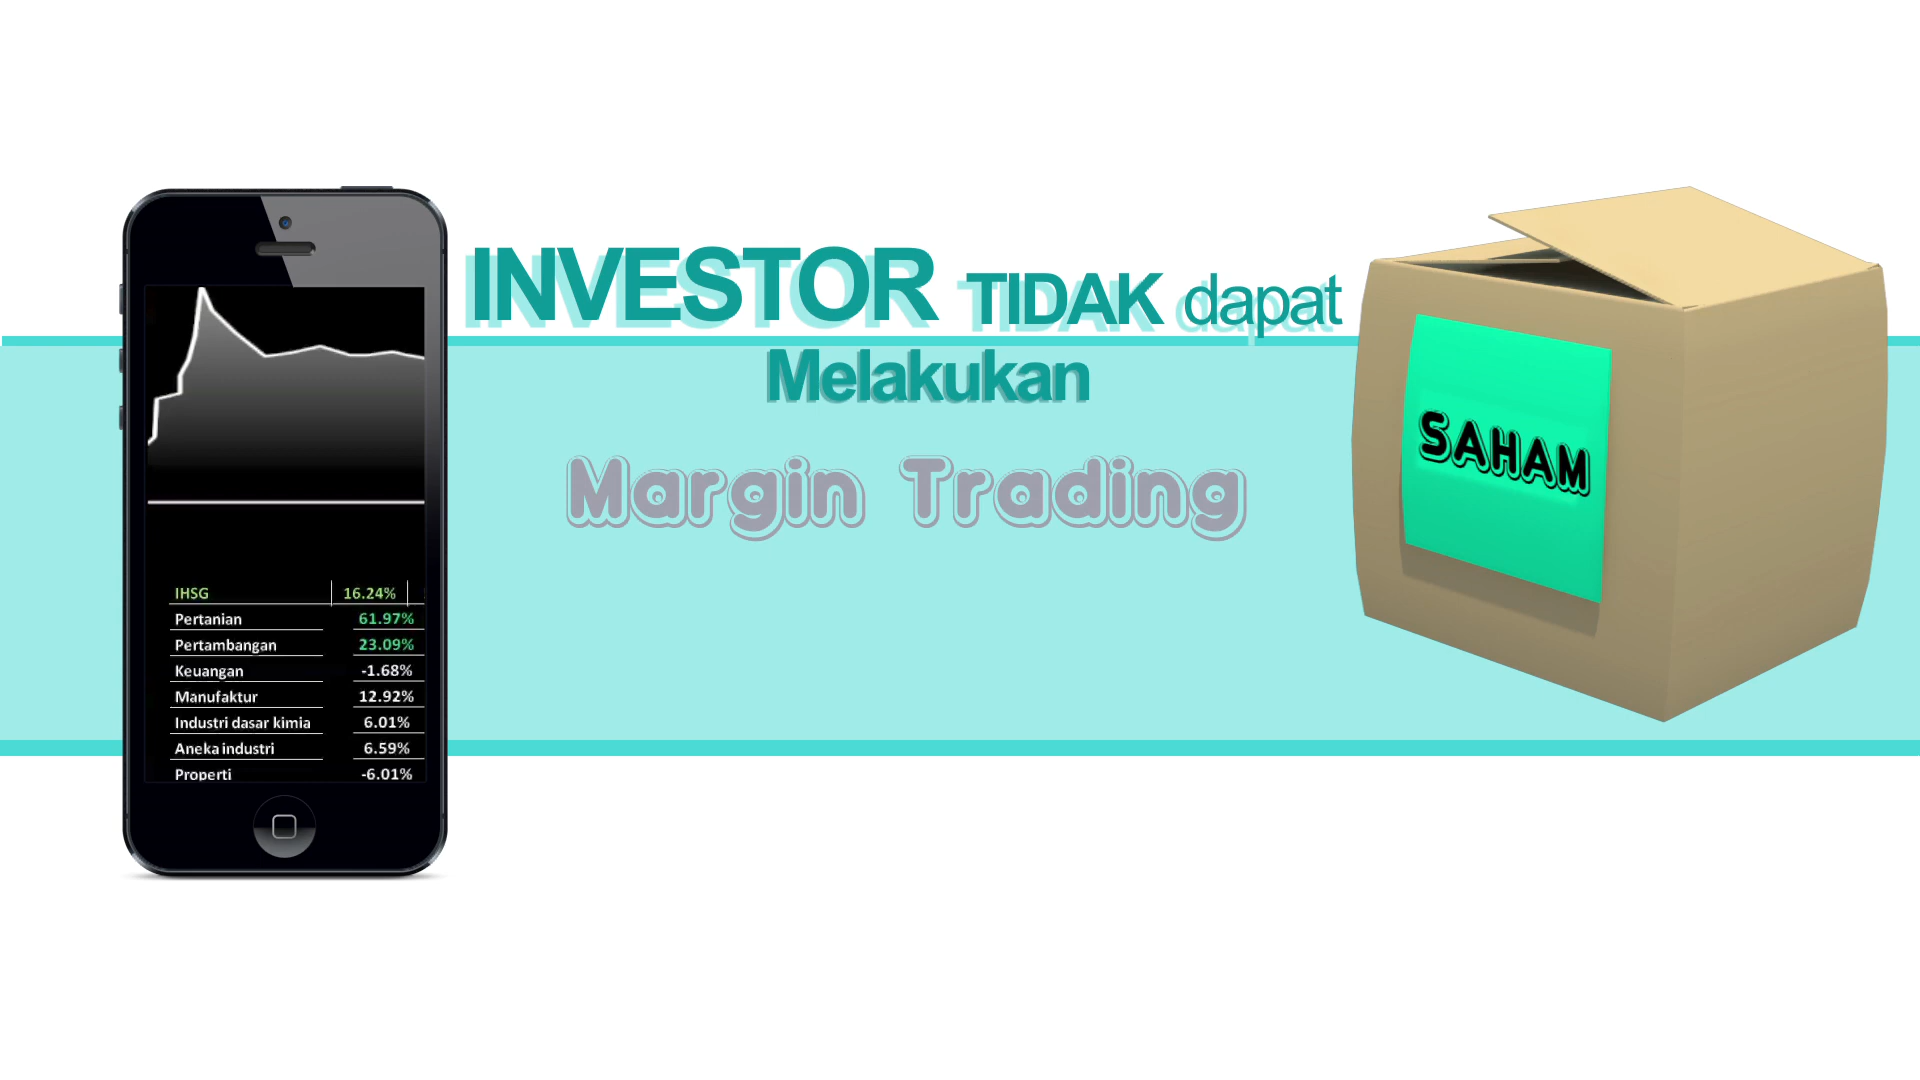 INVESTOR TIDAK dapat
Melakukan
Margin Trading
SAHAM
IHSG 16.24%
Pertanian 61.97%
Pertambangan 23.09%
Keuangan -1.68%
Manufaktur 12.92%
Industri dasar kimia 6.01%
Aneka industri 6.59%
Properti -6.01%